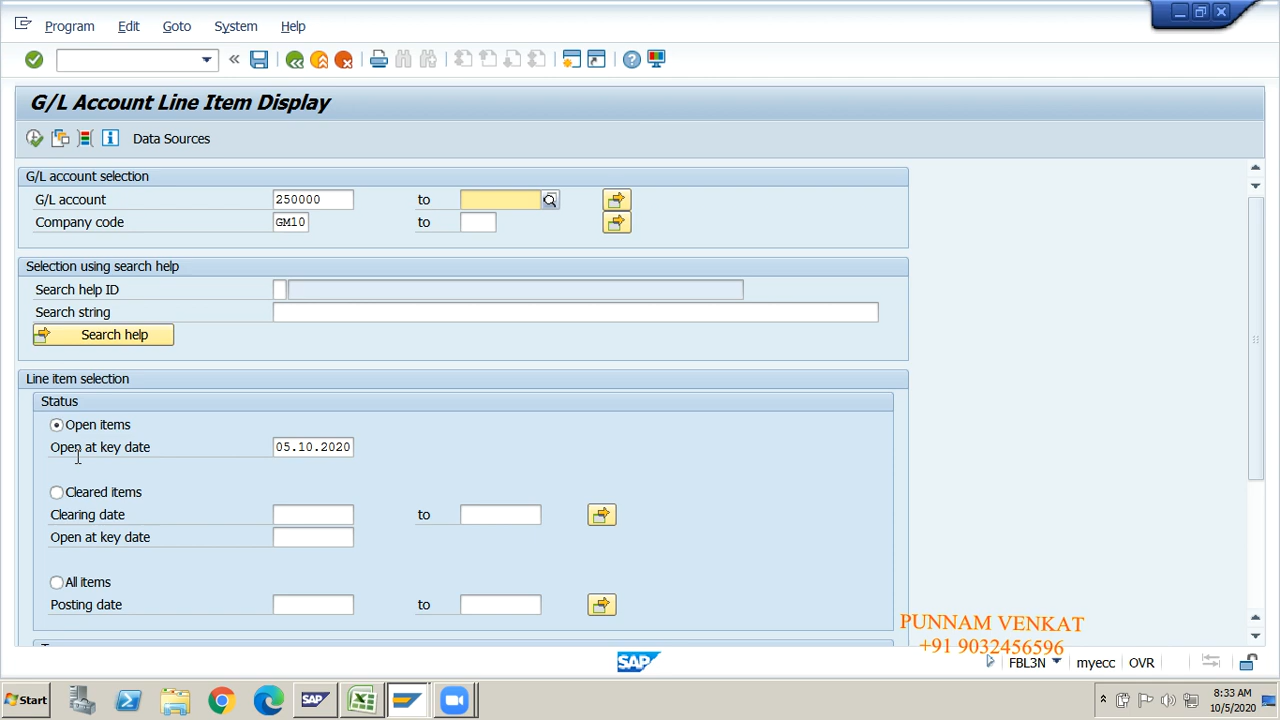 Program Edit Goto System Help
G/L Account Line Item Display
Data Sources
G/L account selection
G/L account 250000 to
Company code GM10 to
Selection using search help
Search help ID
Search string
Search help
Line item selection
Status
Open items
Open at key date 05.10.2020
Cleared items
Clearing date to
Open at key date
All items
Posting date to
PUNNAM VENKAT
+91 9032456596
SAP FBL3N myecc OVR
Start SAP 8:33 AM
10/5/2020